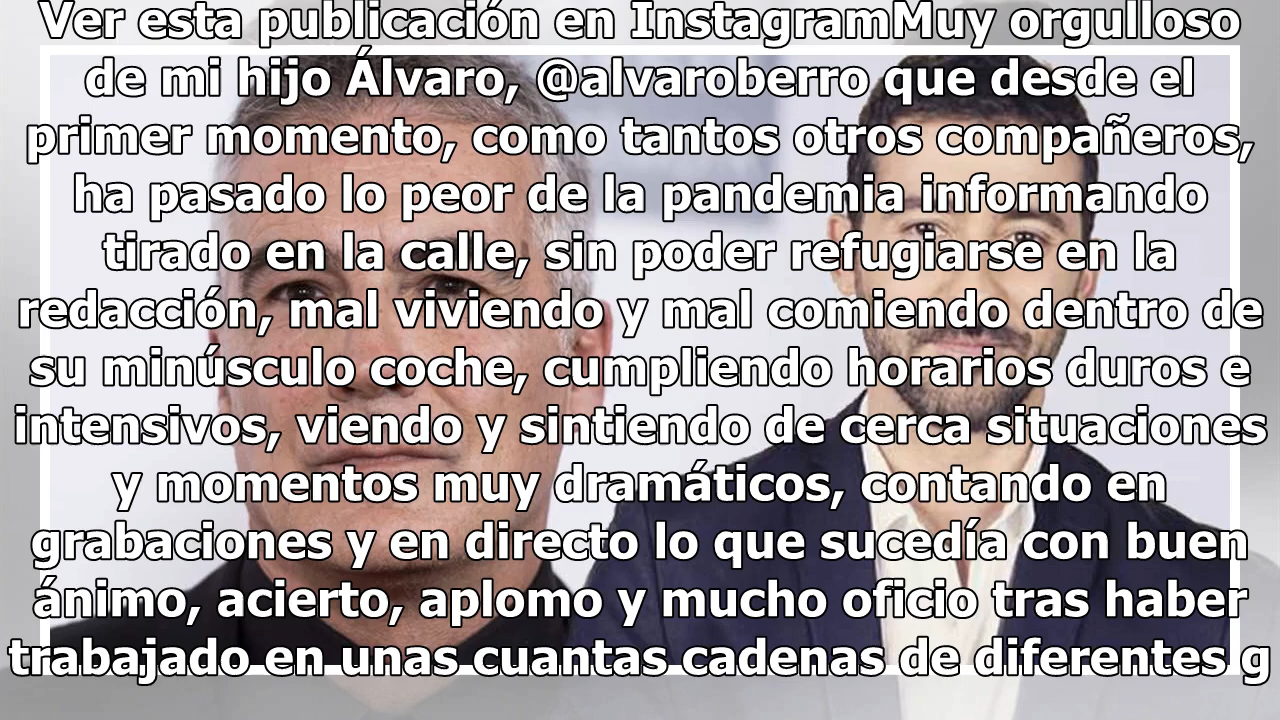 Ver esta publicación en InstagramMuy orgulloso
de mi hijo Álvaro, @alvaroberro que desde el
primer momento, como tantos otros compañeros,
ha pasado lo peor de la pandemia informando
tirado en la calle, sin poder refugiarse en la
redacción, mal viviendo y mal comiendo dentro de
su minúsculo coche, cumpliendo horarios duros e
intensivos, viendo y sintiendo de cerca situaciones
y momentos muy dramáticos, contando en
grabaciones y en directo lo que sucedía con buen
ánimo, acierto, aplomo y mucho oficio tras haber
trabajado en unas cuantas cadenas de diferentes g